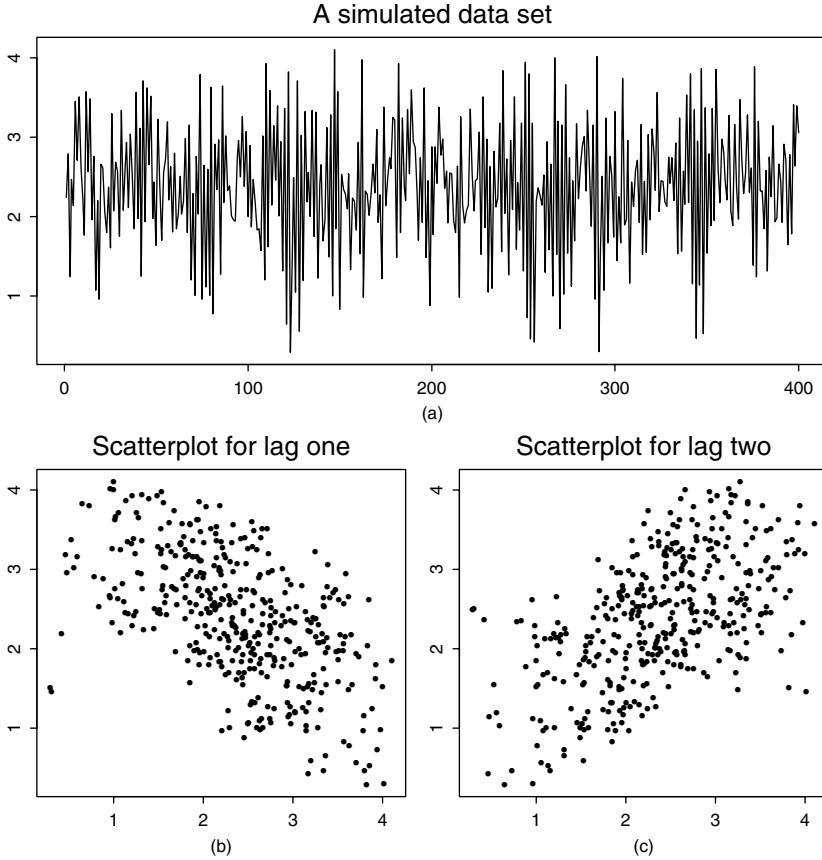 A simulated data set
4
3
2
1
0 100 200 300 400
(a)
Scatterplot for lag one
4
3
2
1
1 2 3 4
(b)
Scatterplot for lag two
4
3
2
1
1 2 3 4
(c)